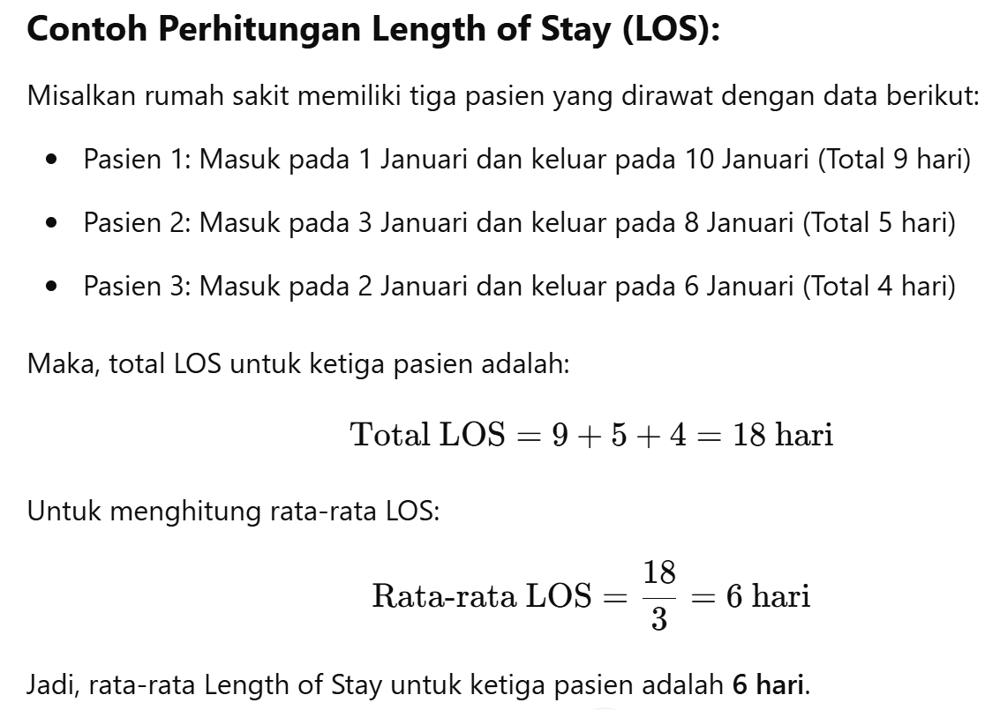 Contoh Perhitungan Length of Stay (LOS):
Misalkan rumah sakit memiliki tiga pasien yang dirawat dengan data berikut:
• Pasien 1: Masuk pada 1 Januari dan keluar pada 10 Januari (Total 9 hari)
• Pasien 2: Masuk pada 3 Januari dan keluar pada 8 Januari (Total 5 hari)
• Pasien 3: Masuk pada 2 Januari dan keluar pada 6 Januari (Total 4 hari)
Maka, total LOS untuk ketiga pasien adalah:
Total LOS = 9 + 5 + 4 = 18 hari
Untuk menghitung rata-rata LOS:
Rata-rata LOS = 18/3 = 6 hari
Jadi, rata-rata Length of Stay untuk ketiga pasien adalah 6 hari.